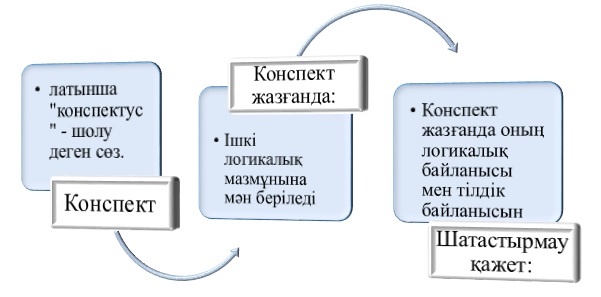 • латынша
"конспектус
" - шолу
деген сөз.
Конспект
Конспект
жазғанда:
• Ішкі
логикалық
мазмұнына
мән беріледі
• Конспект
жазғанда оның
логикалық
байланысы
мен тілдік
байланысын
Шатастырмау
қажет: